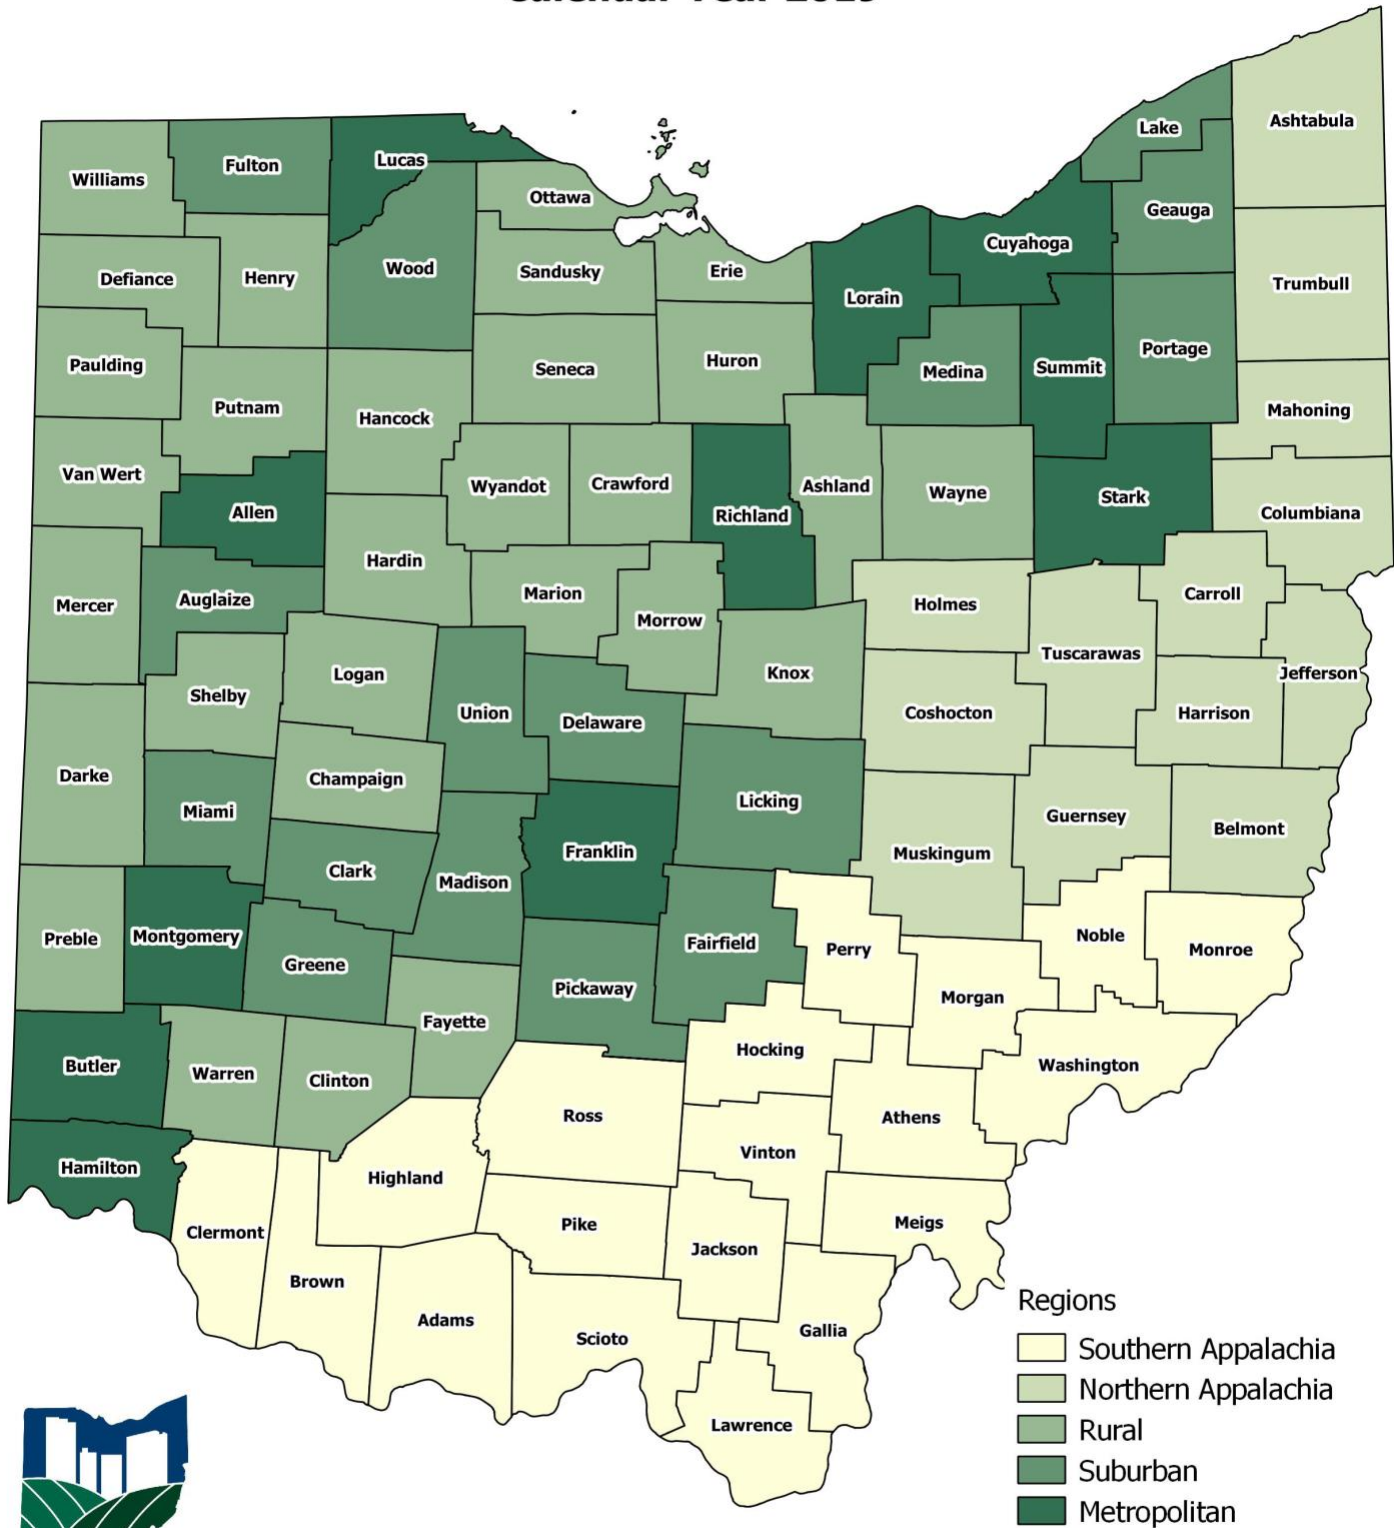 Calendar Year 2019
Ashtabula
Lake
Williams
Fulton
Lucas
Ottawa
Geauga
Cuyahoga
Defiance
Henry
Wood
Sandusky
Erie
Lorain
Trumbull
Paulding
Seneca
Huron
Medina
Summit
Portage
Putnam
Hancock
Mahoning
Van Wert
Allen
Wyandot
Crawford
Richland
Ashland
Wayne
Stark
Columbiana
Mercer
Auglaize
Hardin
Marion
Morrow
Holmes
Carroll
Tuscarawas
Jefferson
Shelby
Logan
Union
Delaware
Knox
Coshocton
Harrison
Darke
Miami
Champaign
Licking
Guernsey
Belmont
Clark
Madison
Franklin
Muskingum
Preble
Montgomery
Greene
Fairfield
Perry
Noble
Monroe
Pickaway
Morgan
Fayette
Butler
Warren
Clinton
Hocking
Washington
Ross
Athens
Hamilton
Highland
Vinton
Clermont
Pike
Jackson
Meigs
Brown
Adams
Scioto
Gallia
Lawrence
Regions
Southern Appalachia
Northern Appalachia
Rural
Suburban
Metropolitan